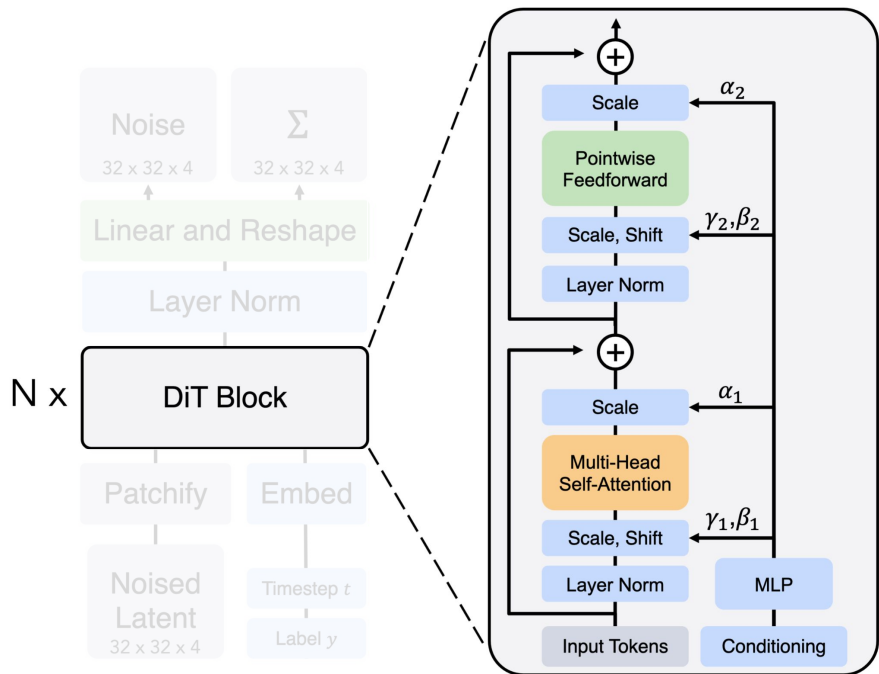 Noise
32 x 32 x 4
Σ
32 x 32 x 4
Linear and Reshape
Layer Norm
N x
DiT Block
Patchify
Embed
Noised
Latent
32 x 32 x 4
Timestep t
Label y
+
Scale
α₂
Pointwise
Feedforward
Scale, Shift
γ₂,β₂
Layer Norm
+
Scale
α₁
Multi-Head
Self-Attention
Scale, Shift
γ₁,β₁
Layer Norm
MLP
Input Tokens
Conditioning